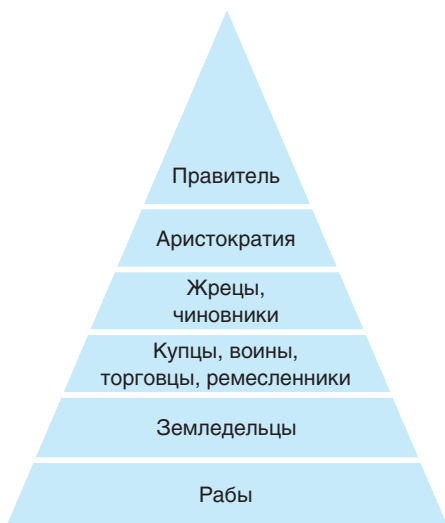 Правитель
Аристократия
Жрецы,
чиновники
Купцы, воины,
торговцы, ремесленники
Земледельцы
Рабы